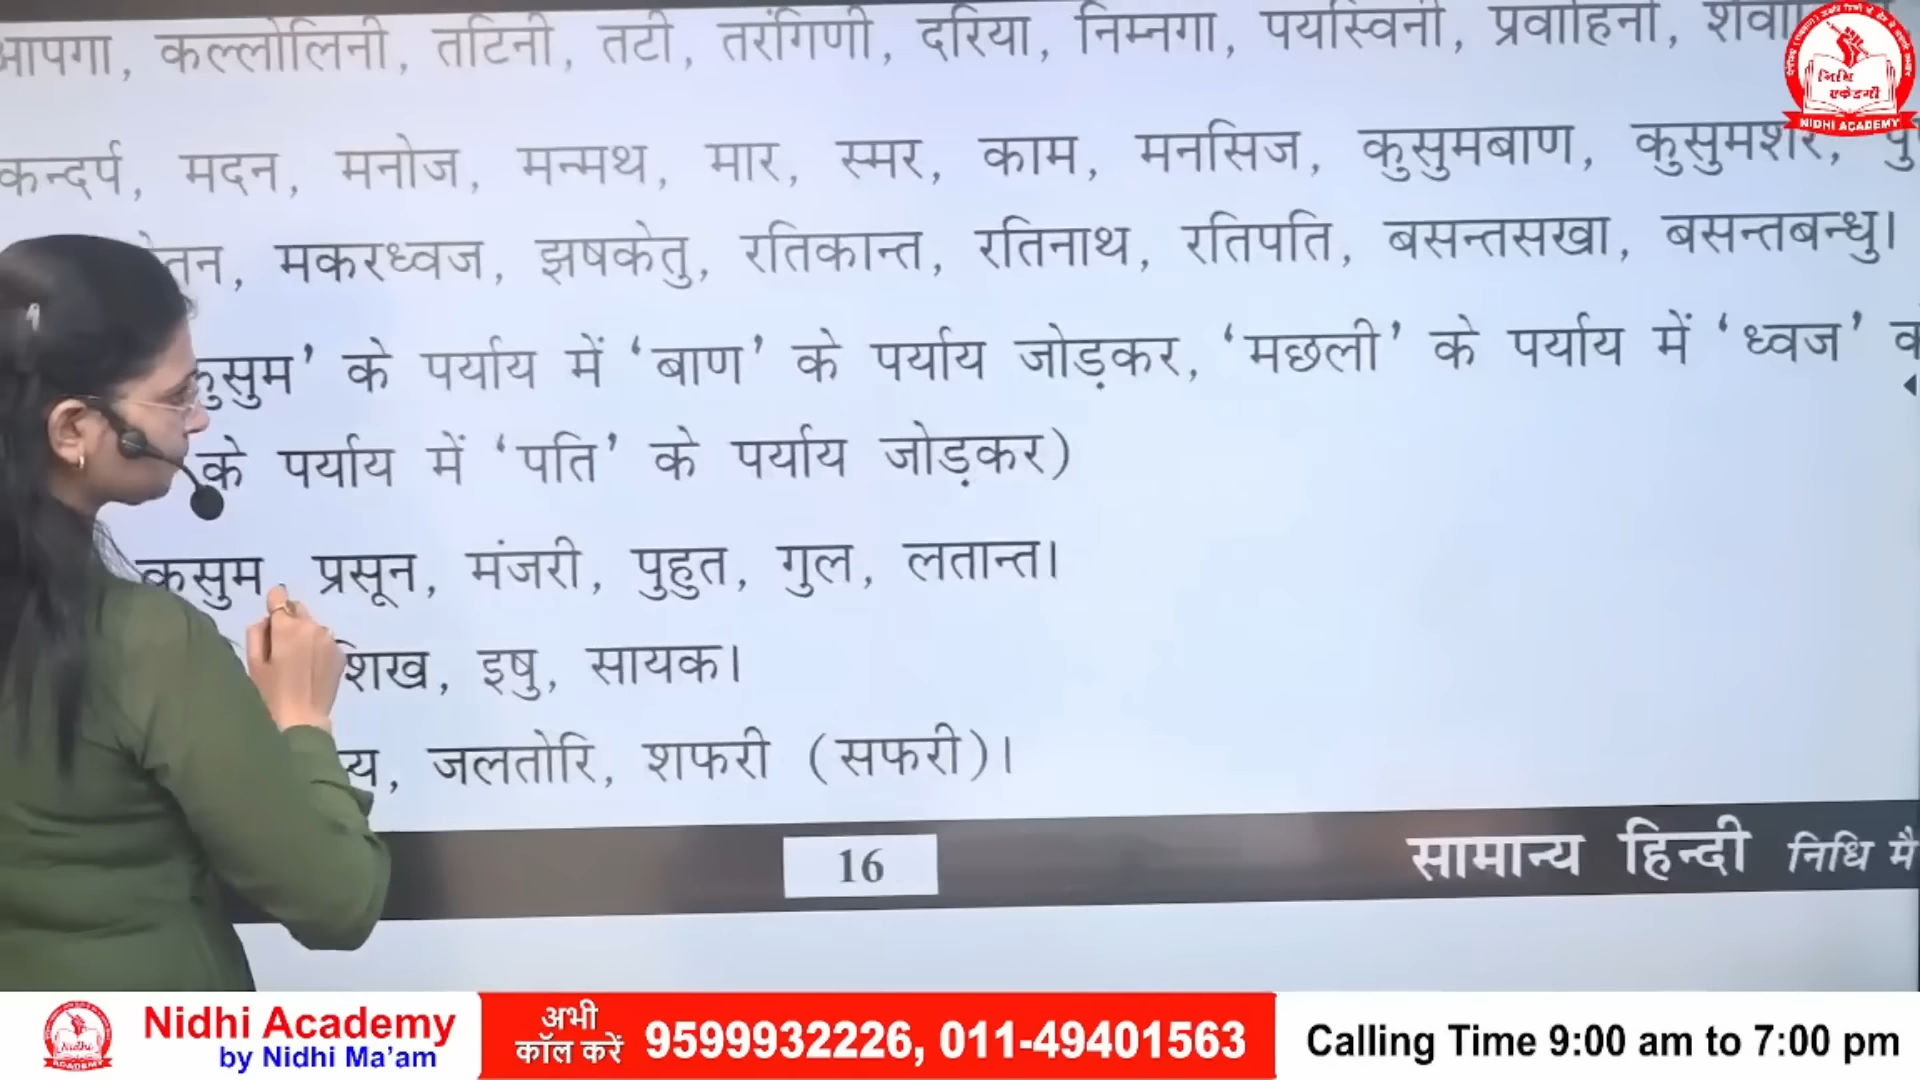 आपगा, कल्लोलिनी, तटिनी, तटी, तरंगिणी, दरिया, निम्नगा, पयस्विनी, प्रवाहिनी,
कन्दर्प, मदन, मनोज, मन्मथ, मार, स्मर, काम, मनसिज, कुसुमबाण, कुसुमशर,
मकरध्वज, झषकेतु, रतिकान्त, रतिनाथ, रतिपति, बसन्तसखा, बसन्तबन्धु।
के पर्याय में ‘बाण’ के पर्याय जोड़कर, ‘मछली’ के पर्याय में ‘ध्वज’
के पर्याय में ‘पति’ के पर्याय जोड़कर)
प्रसून, मंजरी, पुहुत, गुल, लतान्त।
इषु, सायक।
जलतोरि, शफरी (सफरी)।
16
सामान्य हिन्दी निधि
निधि
एकेडमी
NIDHI ACADEMY
Nidhi Academy
by Nidhi Ma'am
अभी
कॉल करें
9599932226, 011-49401563
Calling Time 9:00 am to 7:00 pm